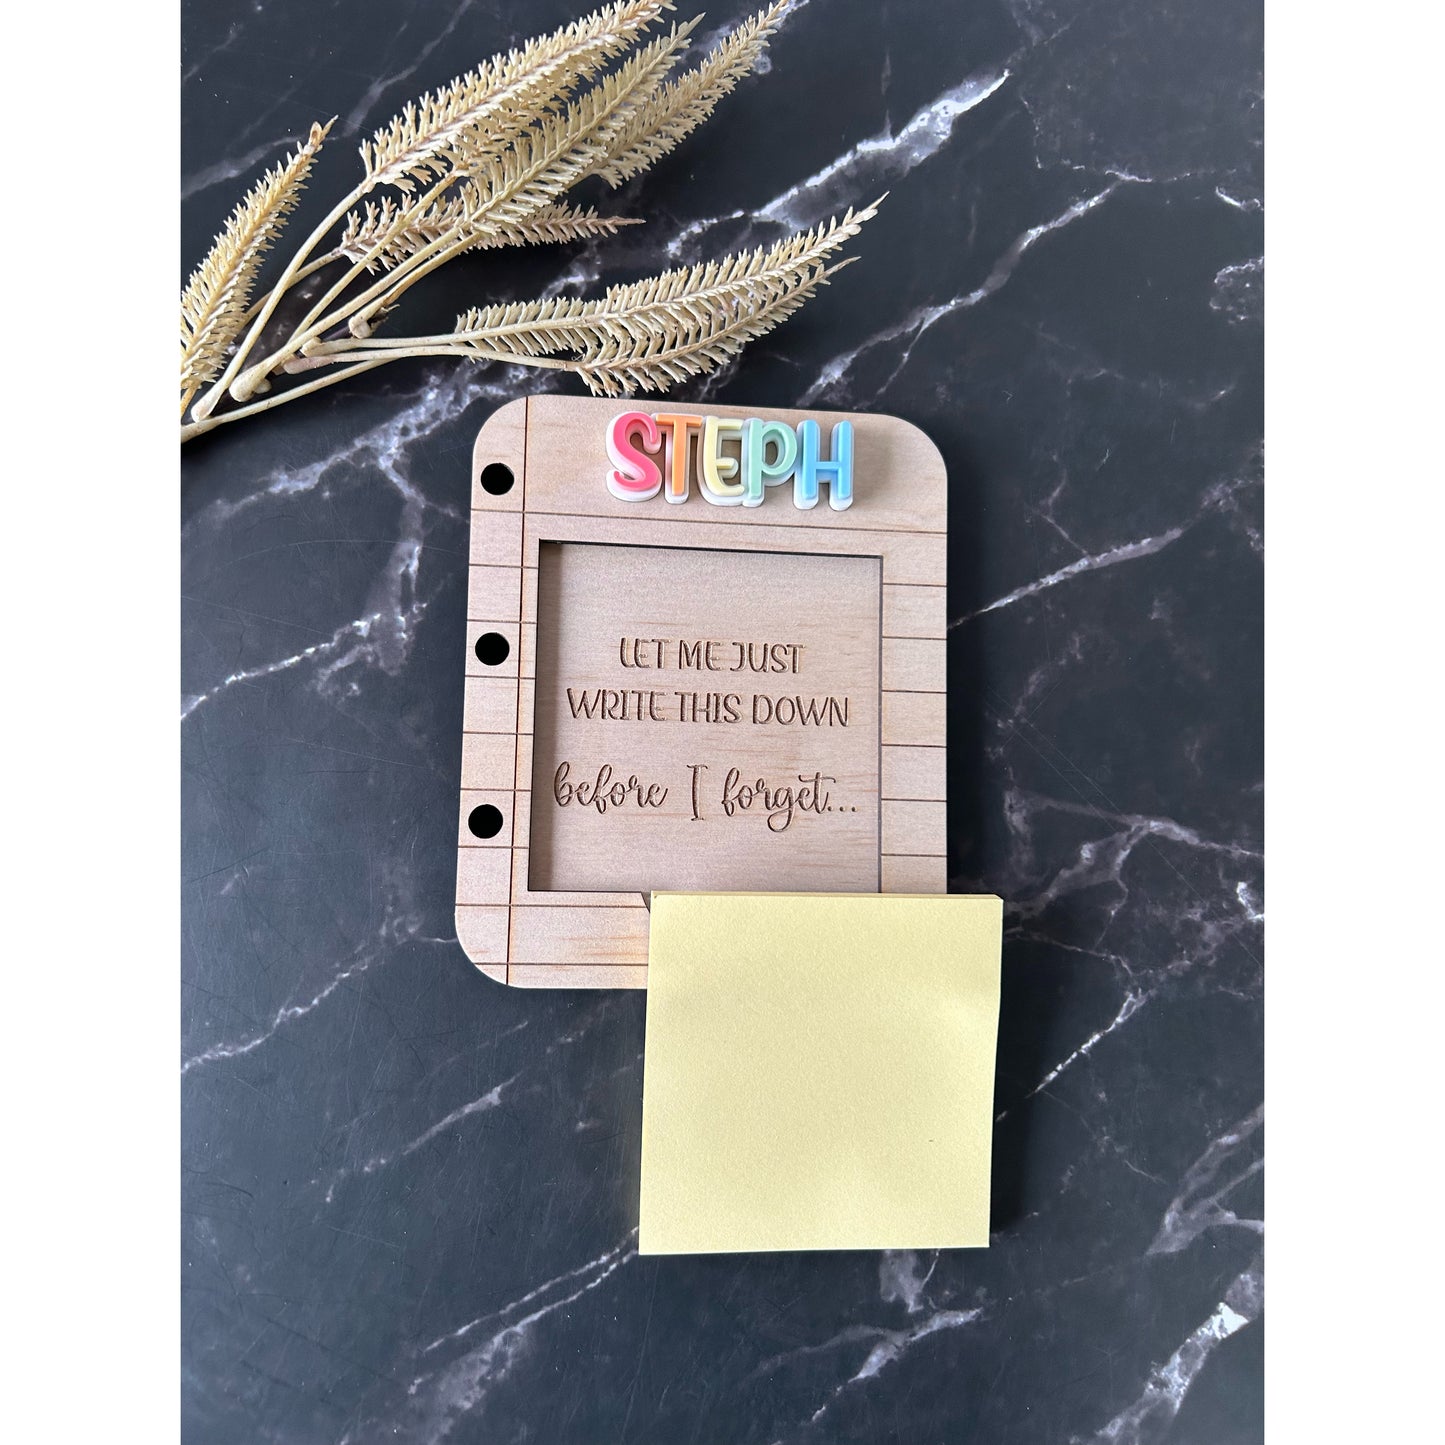 STEPH
LET ME JUST
WRITE THIS DOWN
before I forget...